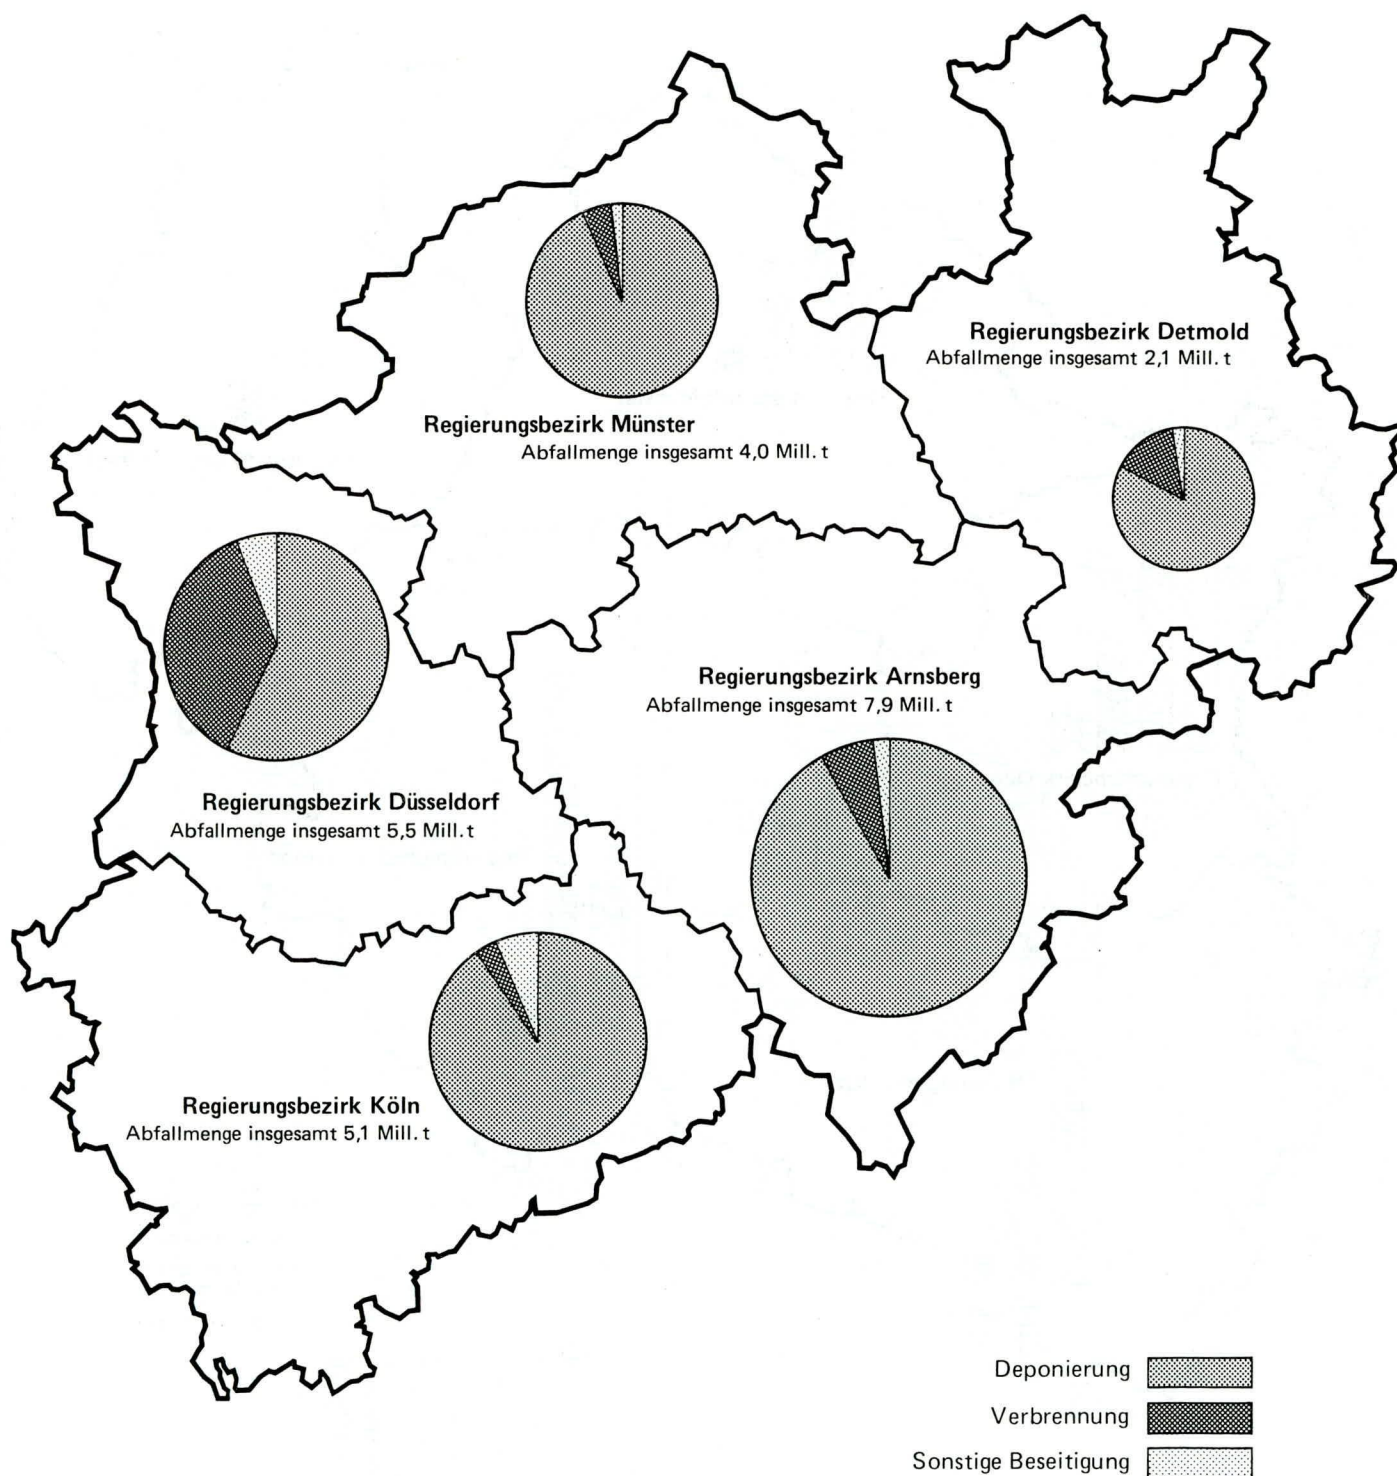 Regierungsbezirk Detmold
Abfallmenge insgesamt 2,1 Mill. t
Regierungsbezirk Münster
Abfallmenge insgesamt 4,0 Mill. t
Regierungsbezirk Arnsberg
Abfallmenge insgesamt 7,9 Mill. t
Regierungsbezirk Düsseldorf
Abfallmenge insgesamt 5,5 Mill. t
Regierungsbezirk Köln
Abfallmenge insgesamt 5,1 Mill. t
Deponierung
Verbrennung
Sonstige Beseitigung